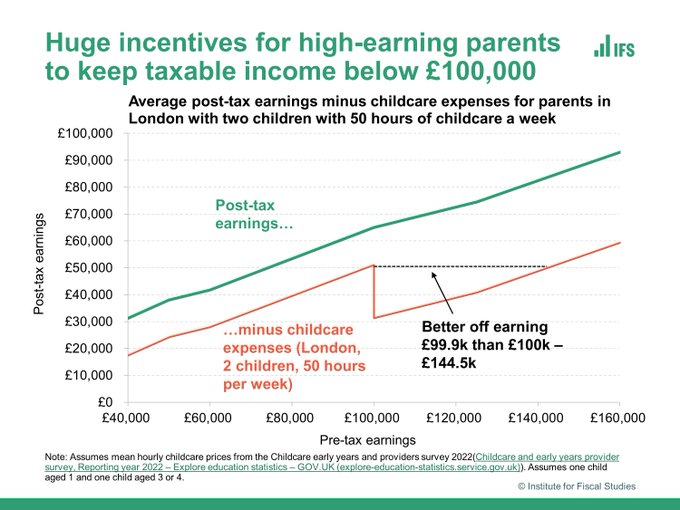 Huge incentives for high-earning parents
to keep taxable income below £100,000
IFS
Average post-tax earnings minus childcare expenses for parents in
London with two children with 50 hours of childcare a week
£100,000
£90,000
£80,000
£70,000
£60,000
£50,000
£40,000
£30,000
£20,000
£10,000
£0
Post-tax earnings
Post-tax
earnings…
…minus childcare
expenses (London,
2 children, 50 hours
per week)
Better off earning
£99.9k than £100k –
£144.5k
£40,000 £60,000 £80,000 £100,000 £120,000 £140,000 £160,000
Pre-tax earnings
Note: Assumes mean hourly childcare prices from the Childcare early years and providers survey 2022(Childcare and early years provider
survey, Reporting year 2022 – Explore education statistics – GOV.UK (explore-education-statistics.service.gov.uk)). Assumes one child
aged 1 and one child aged 3 or 4.
© Institute for Fiscal Studies